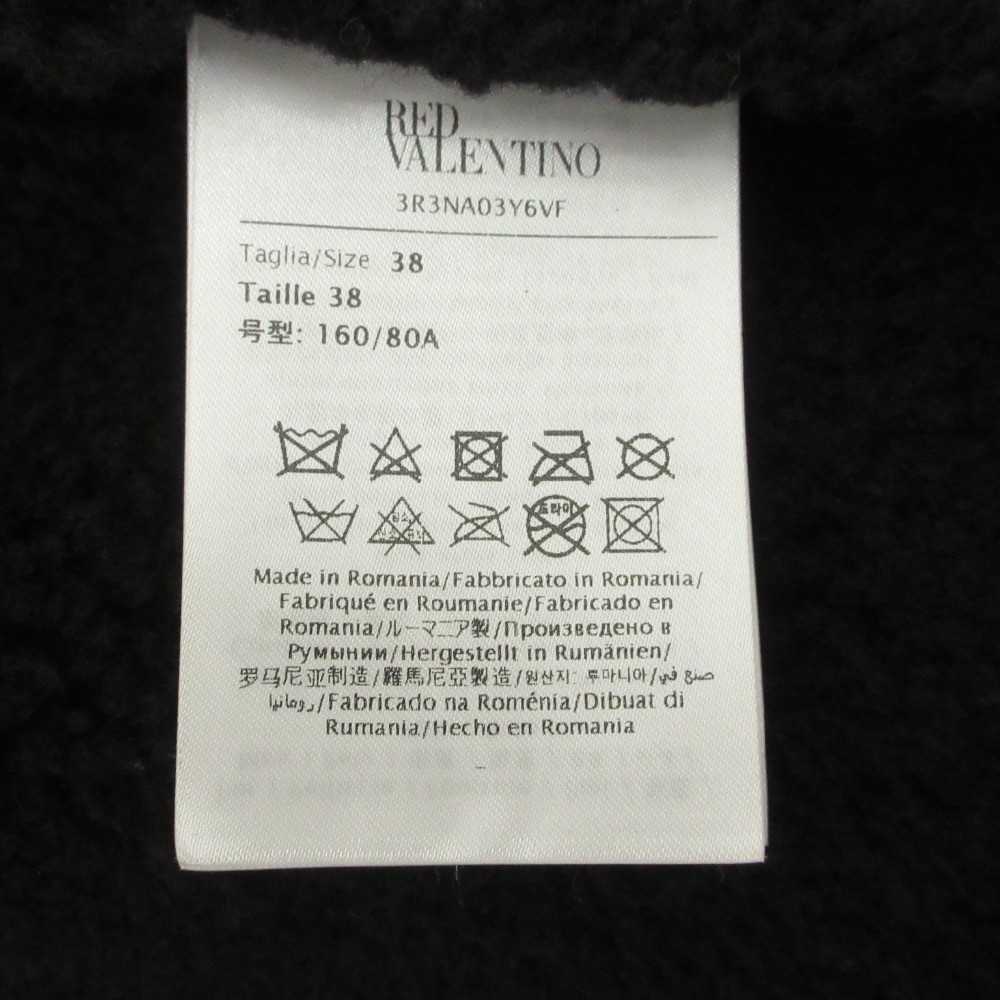 RED
VALENTINO
3R3NA03Y6VF
Taglia/Size 38
Taille 38
号型: 160/80A
드라이
Made in Romania/Fabbricato in Romania/
Fabriqué en Roumanie/Fabricado en
Romania/ルーマニア製/Произведено в
Румынии/Hergestellt in Rumänien/
罗马尼亚制造/羅馬尼亞製造/원산지: 루마니아/صنع في
رومانيا/Fabricado na Roménia/Dibuat di
Rumania/Hecho en Romania